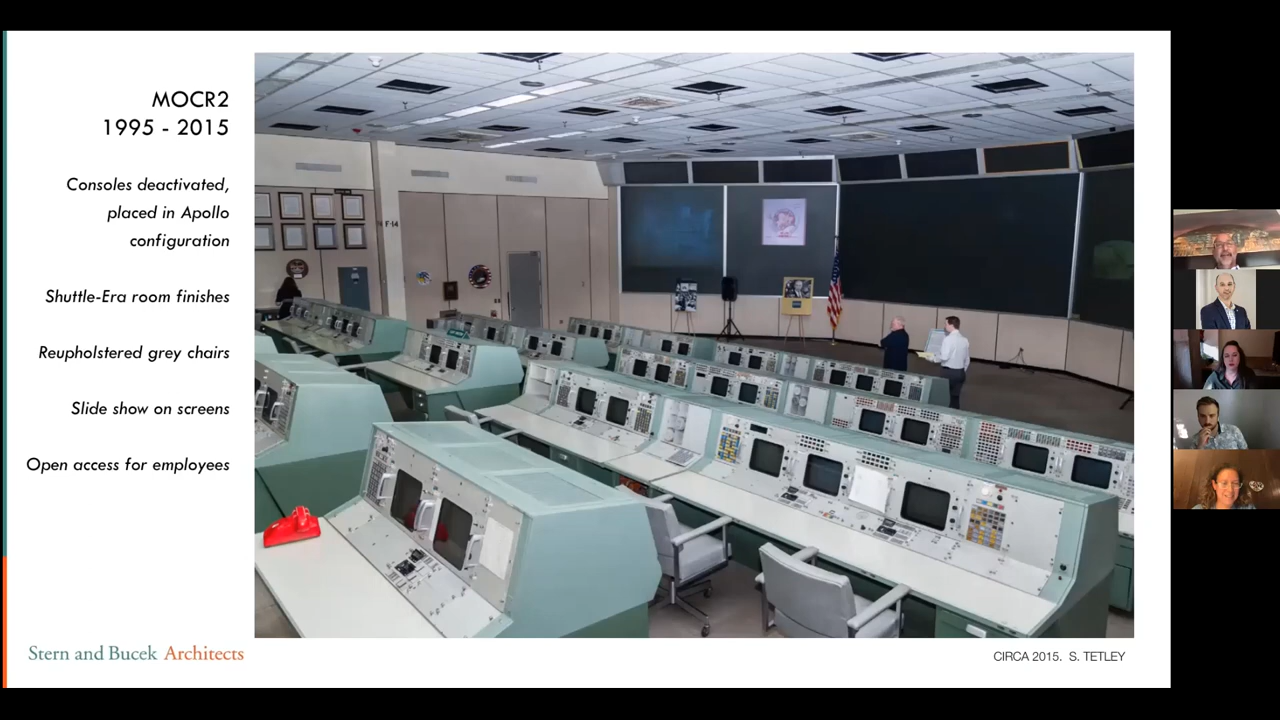 MOCR2
1995 - 2015
Consoles deactivated,
placed in Apollo
configuration
Shuttle-Era room finishes
Reupholstered grey chairs
Slide show on screens
Open access for employees
F-14
Stern and Bucek Architects
CIRCA 2015. S. TETLEY